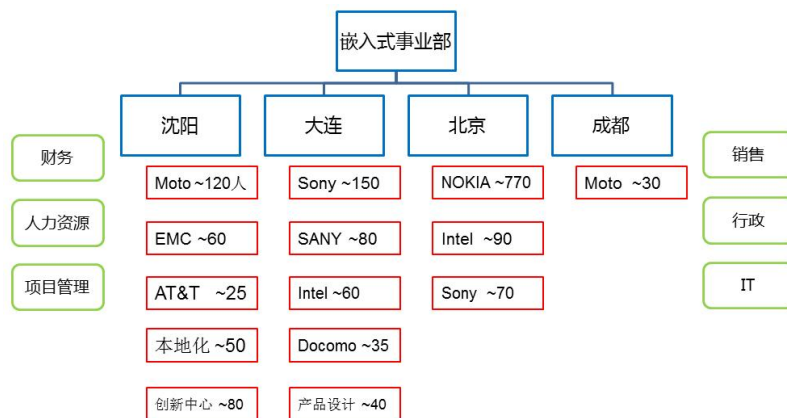 嵌入式事业部
沈阳
大连
北京
成都
财务
人力资源
项目管理
Moto ~120人
EMC ~60
AT&T ~25
本地化 ~50
创新中心 ~80
Sony ~150
SANY ~80
Intel ~60
Docomo ~35
产品设计 ~40
NOKIA ~770
Intel ~90
Sony ~70
Moto ~30
销售
行政
IT